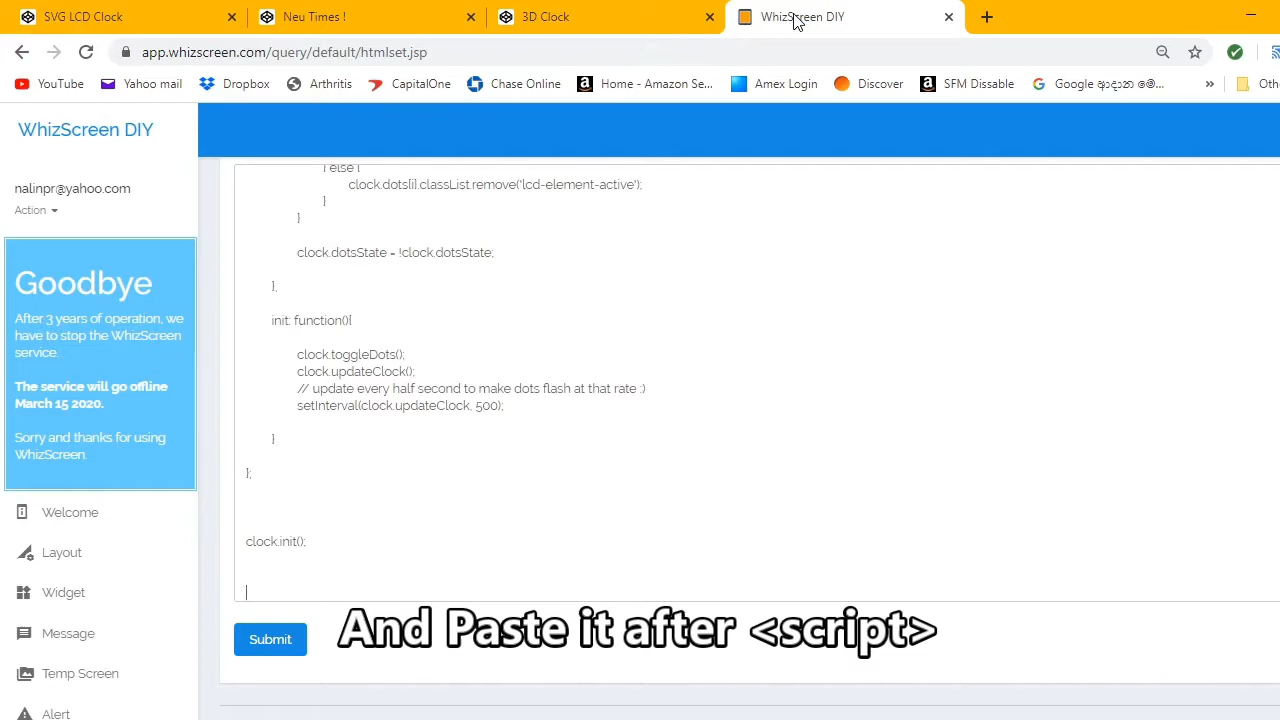 SVG LCD Clock
Neu Times !
3D Clock
WhizScreen DIY
app.whizscreen.com/query/default/htmlset.jsp
YouTube
Yahoo mail
Dropbox
Arthritis
CapitalOne
Chase Online
Home - Amazon Se...
Amex Login
Discover
SFM Dissable
Google ආදාන මෙ...
»
Oth
WhizScreen DIY
nalinpr@yahoo.com
Action
Goodbye
After 3 years of operation, we
have to stop the WhizScreen
service.
The service will go offline
March 15 2020.
Sorry and thanks for using
WhizScreen.
Welcome
Layout
Widget
Message
Temp Screen
Alert
} else {
clock.dots[i].classList.remove('lcd-element-active');
}
}
clock.dotsState = !clock.dotsState;
},
init: function(){
clock.toggleDots();
clock.updateClock();
// update every half second to make dots flash at that rate :)
setInterval(clock.updateClock, 500);
}
};
clock.init();
Submit
And Paste it after <script>